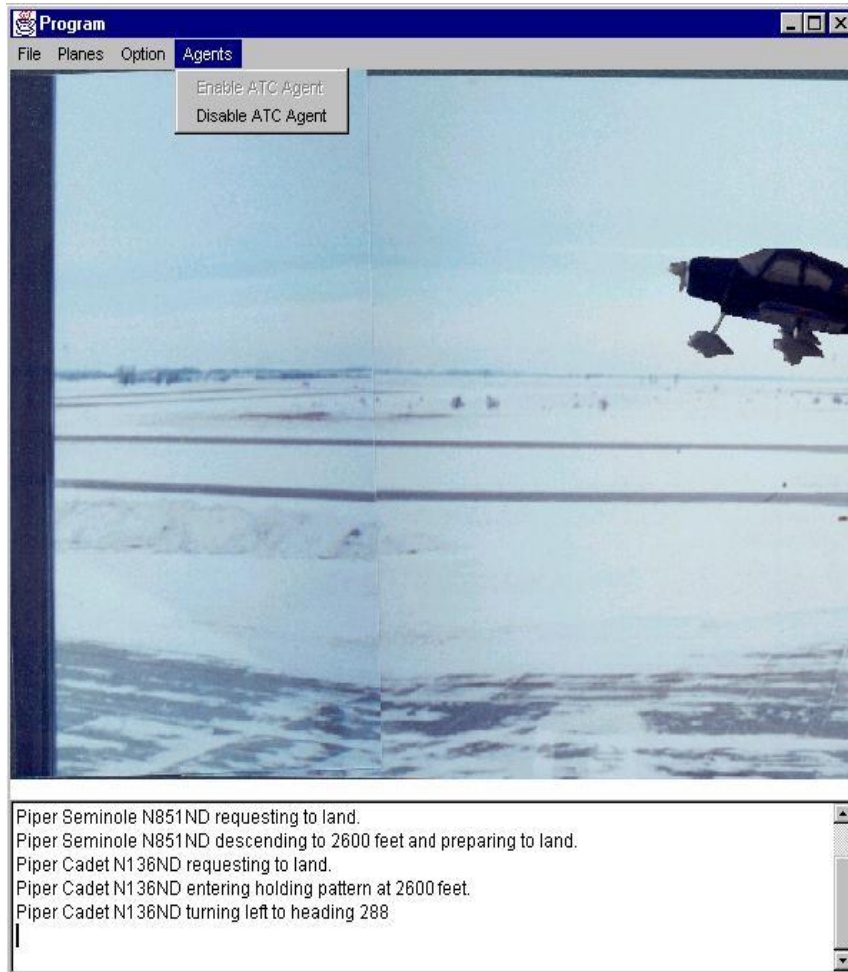 Program
File Planes Option Agents
Enable ATC Agent
Disable ATC Agent
Piper Seminole N851ND requesting to land.
Piper Seminole N851ND descending to 2600 feet and preparing to land.
Piper Cadet N136ND requesting to land.
Piper Cadet N136ND entering holding pattern at 2600 feet.
Piper Cadet N136ND turning left to heading 288